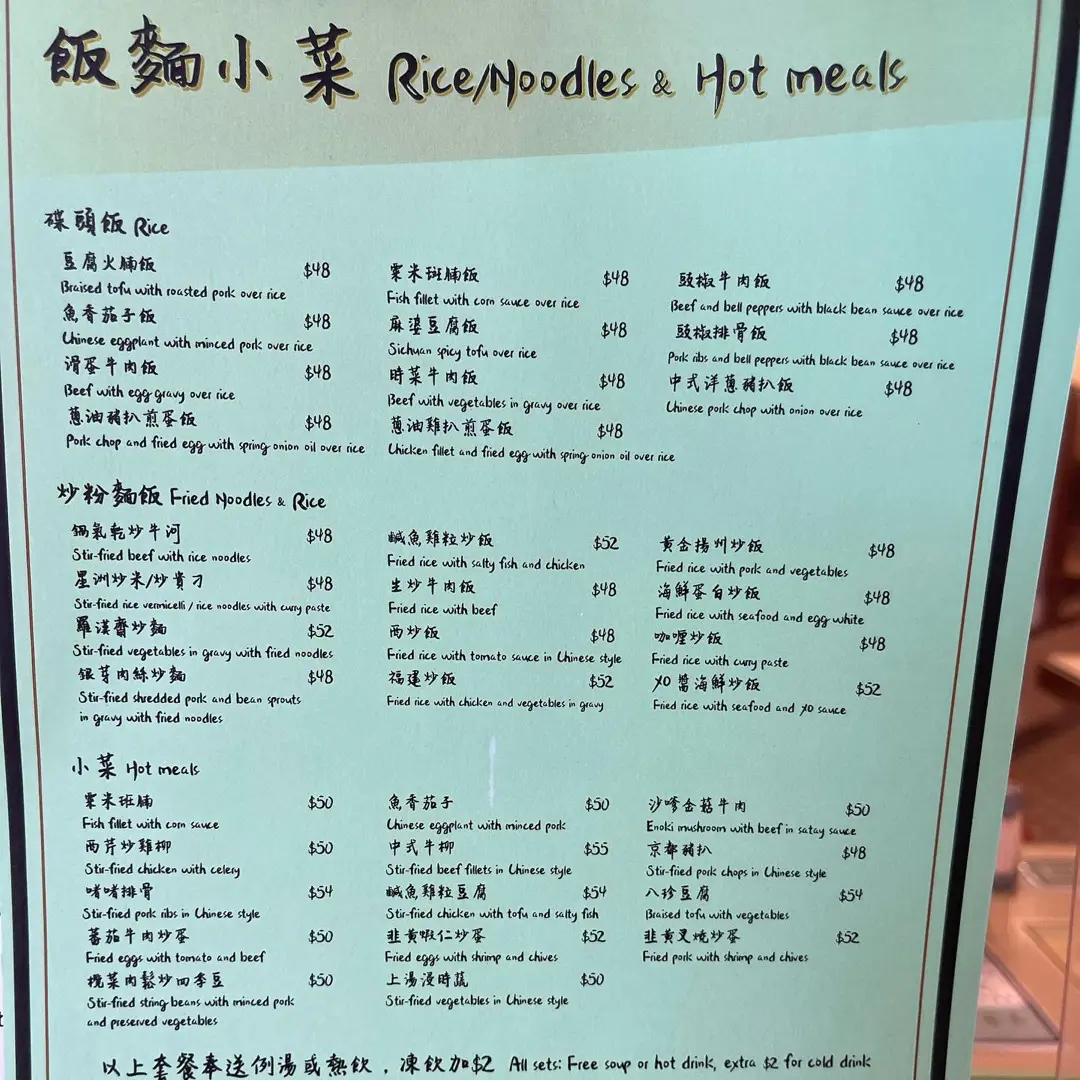 飯麵小菜 Rice/Noodles & Hot meals
碟頭飯 Rice
豆腐火腩飯 $48
Braised tofu with roasted pork over rice
魚香茄子飯 $48
Chinese eggplant with minced pork over rice
滑蛋牛肉飯 $48
Beef with egg gravy over rice
蔥油豬扒煎蛋飯 $48
Pork chop and fried egg with spring onion oil over rice
粟米班腩飯 $48
Fish fillet with corn sauce over rice
麻婆豆腐飯 $48
Sichuan spicy tofu over rice
時菜牛肉飯 $48
Beef with vegetables in gravy over rice
蔥油雞扒煎蛋飯 $48
Chicken fillet and fried egg with spring onion oil over rice
豉椒牛肉飯 $48
Beef and bell peppers with black bean sauce over rice
豉椒排骨飯 $48
Pork ribs and bell peppers with black bean sauce over rice
中式洋蔥豬扒飯 $48
Chinese pork chop with onion over rice
炒粉麵飯 Fried Noodles & Rice
鍋氣乾炒牛河 $48
Stir-fried beef with rice noodles
星洲炒米/炒貴刁 $48
Stir-fried rice vermicelli / rice noodles with curry paste
羅漢齋炒麵 $52
Stir-fried vegetables in gravy with fried noodles
銀芽肉絲炒麵 $48
Stir-fried shredded pork and bean sprouts
in gravy with fried noodles
鹹魚雞粒炒飯 $52
Fried rice with salty fish and chicken
生炒牛肉飯 $48
Fried rice with beef
西炒飯 $48
Fried rice with tomato sauce in Chinese style
福建炒飯 $52
Fried rice with chicken and vegetables in gravy
黃金揚州炒飯 $48
Fried rice with pork and vegetables
海鮮蛋白炒飯 $48
Fried rice with seafood and egg white
咖喱炒飯 $48
Fried rice with curry paste
XO醬海鮮炒飯 $52
Fried rice with seafood and XO sauce
小菜 Hot meals
粟米班腩 $50
Fish fillet with corn sauce
西芹炒雞柳 $50
Stir-fried chicken with celery
啫啫排骨 $54
Stir-fried pork ribs in Chinese style
蕃茄牛肉炒蛋 $50
Fried eggs with tomato and beef
欖菜肉鬆炒四季豆 $50
Stir-fried string beans with minced pork
and preserved vegetables
魚香茄子 $50
Chinese eggplant with minced pork
中式牛柳 $55
Stir-fried beef fillets in Chinese style
鹹魚雞粒豆腐 $54
Stir-fried chicken with tofu and salty fish
韭黃蝦仁炒蛋 $52
Fried eggs with shrimp and chives
上湯浸時蔬 $50
Stir-fried vegetables in Chinese style
沙嗲金菇牛肉 $50
Enoki mushroom with beef in satay sauce
京都豬扒 $48
Stir-fried pork chops in Chinese style
八珍豆腐 $54
Braised tofu with vegetables
韭黃叉燒炒蛋 $52
Fried pork with shrimp and chives
以上套餐奉送例湯或熱飲，凍飲加$2 All sets: Free soup or hot drink, extra $2 for cold drink